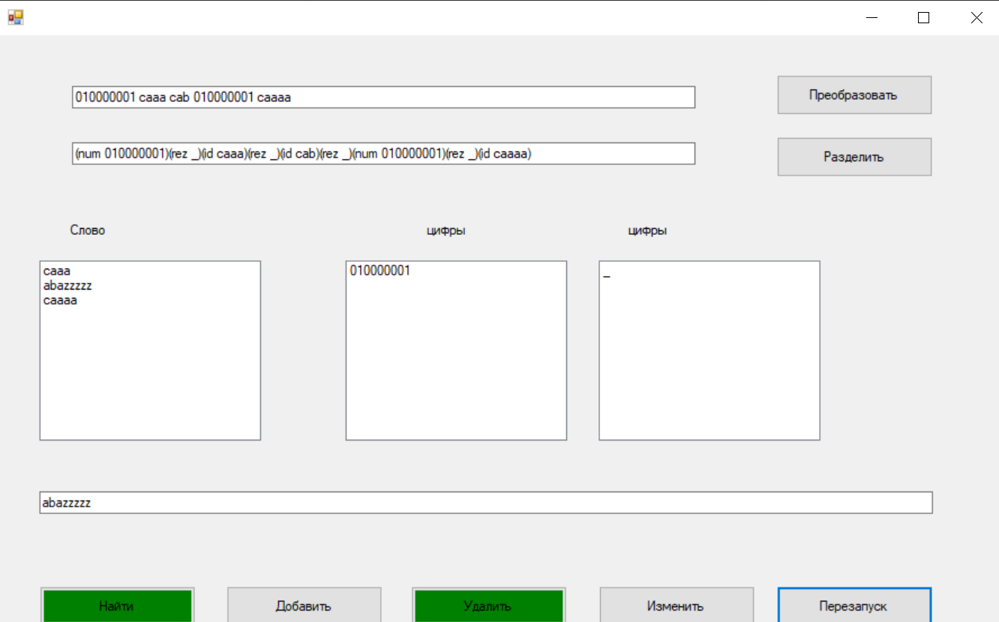 010000001 caaa cab 010000001 caaaa
Преобразовать
(num 010000001)(rez _)(id caaa)(rez _)(id cab)(rez _)(num 010000001)(rez _)(id caaaa)
Разделить
Слово
цифры
цифры
caaa
abazzzzz
caaaa
010000001
_
abazzzzz
Найти
Добавить
Удалить
Изменить
Перезапуск